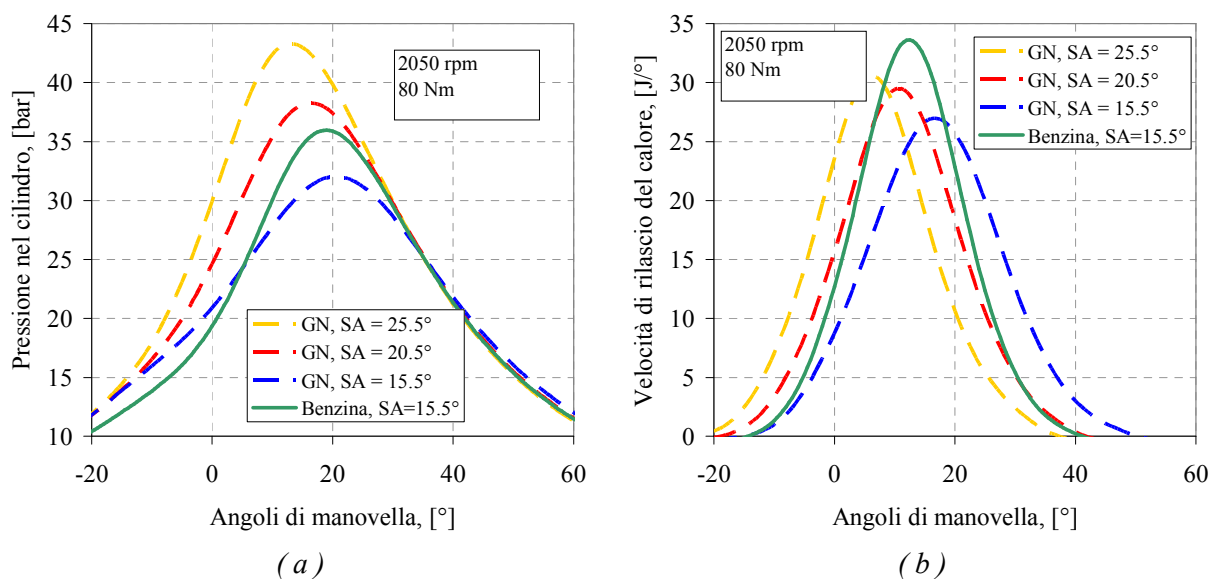 Pressione nel cilindro, [bar]
45
40
35
30
25
20
15
10
2050 rpm
80 Nm
GN, SA = 25.5°
GN, SA = 20.5°
GN, SA = 15.5°
Benzina, SA=15.5°
-20
0
20
40
60
Angoli di manovella, [°]
( a )
Velocità di rilascio del calore, [J/°]
35
30
25
20
15
10
5
0
2050 rpm
80 Nm
GN, SA = 25.5°
GN, SA = 20.5°
GN, SA = 15.5°
Benzina, SA=15.5°
-20
0
20
40
60
Angoli di manovella, [°]
( b )